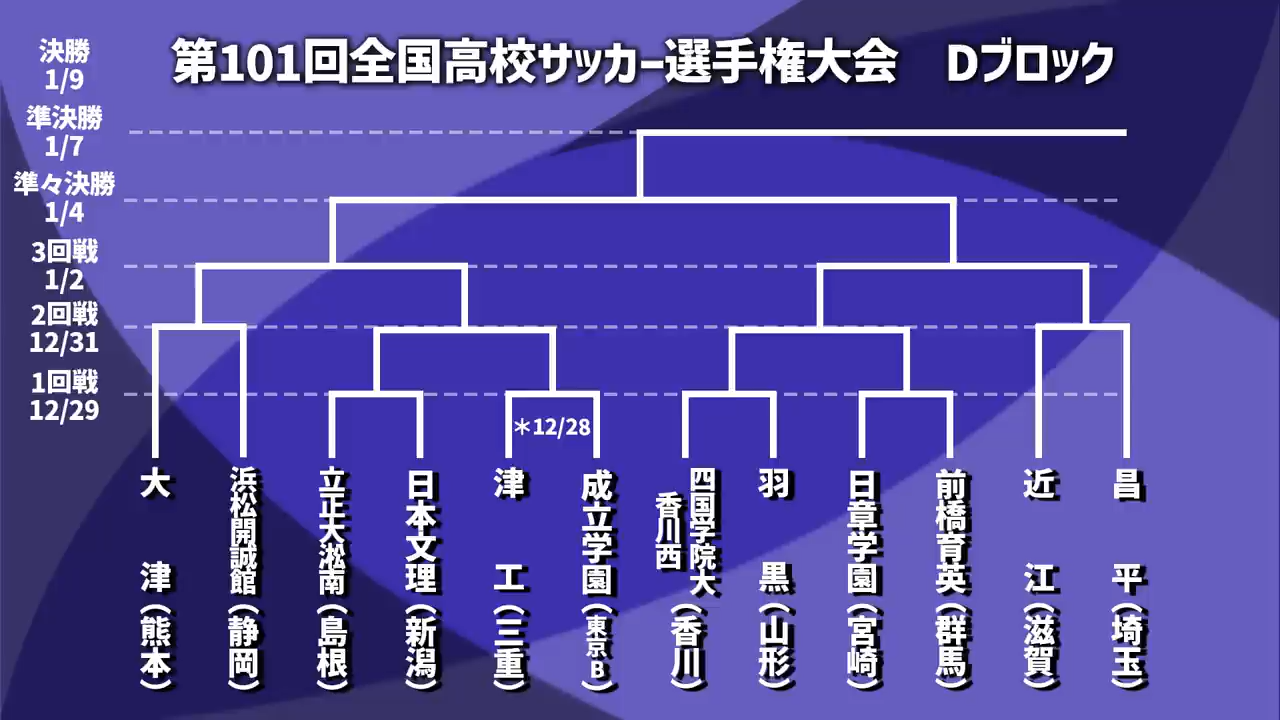 第101回全国高校サッカー選手権大会　Dブロック
決勝
1/9
準決勝
1/7
準々決勝
1/4
3回戦
1/2
2回戦
12/31
1回戦
12/29
＊12/28
大津（熊本）
浜松開誠館（静岡）
立正大淞南（島根）
日本文理（新潟）
津工（三重）
成立学園（東京B）
四国学院大
香川西（香川）
羽黒（山形）
日章学園（宮崎）
前橋育英（群馬）
近江（滋賀）
昌平（埼玉）